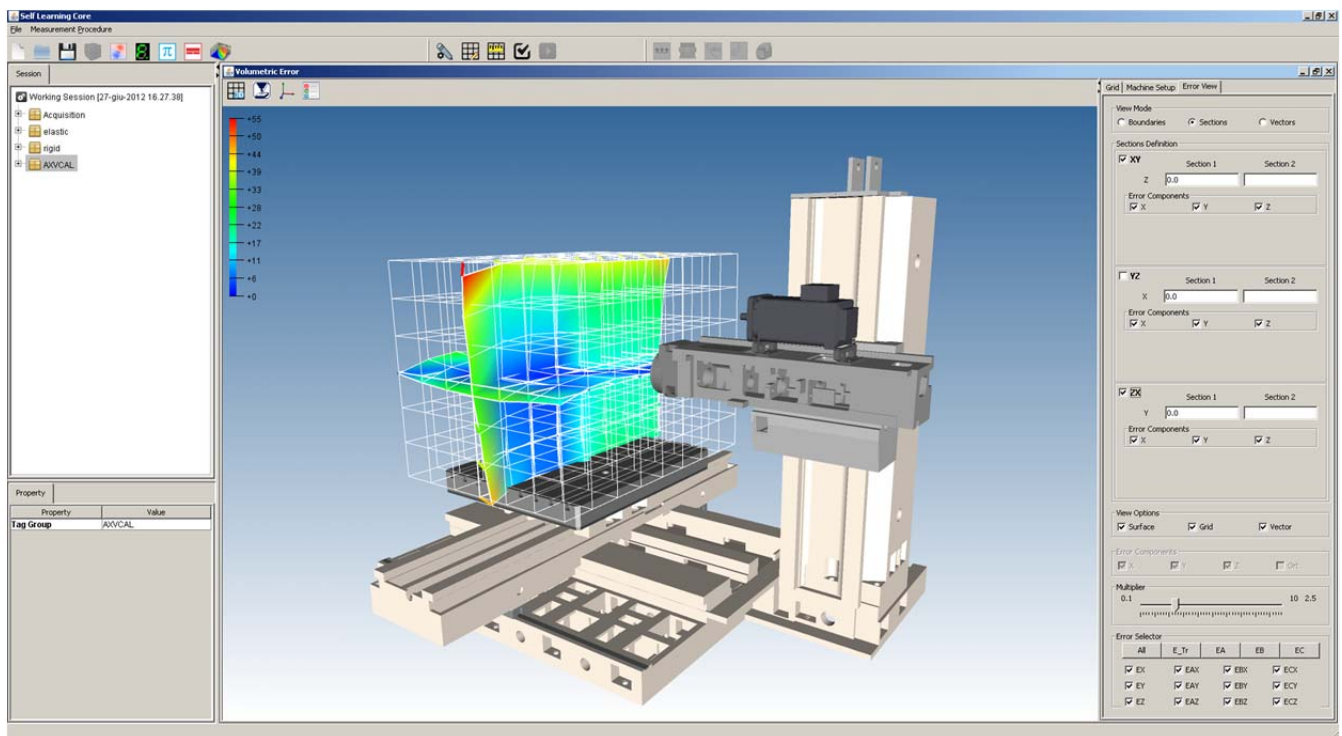 Self Learning Core
File Measurement Procedure
Session
Working Session [27-giu-2012 16.27.38]
Acquisition
elastic
rigid
AXVCAL
Property
Property Value
Tag Group AXVCAL
Volumetric Error
+55
+50
+44
+39
+33
+28
+22
+17
+11
+6
+0
Grid Machine Setup Error View
View Mode
Boundaries Sections Vectors
Sections Definition
XY Section 1 Section 2
Z 0.0
Error Components
X Y Z
YZ Section 1 Section 2
X 0.0
Error Components
X Y Z
ZX Section 1 Section 2
Y 0.0
Error Components
X Y Z
View Options
Surface Grid Vector
Error Components
X Y Z Ort
Multiplier
0.1 10 2.5
Error Selector
All E_Tr EA EB EC
EX EAX EBX ECX
EY EAY EBY ECY
EZ EAZ EBZ ECZ